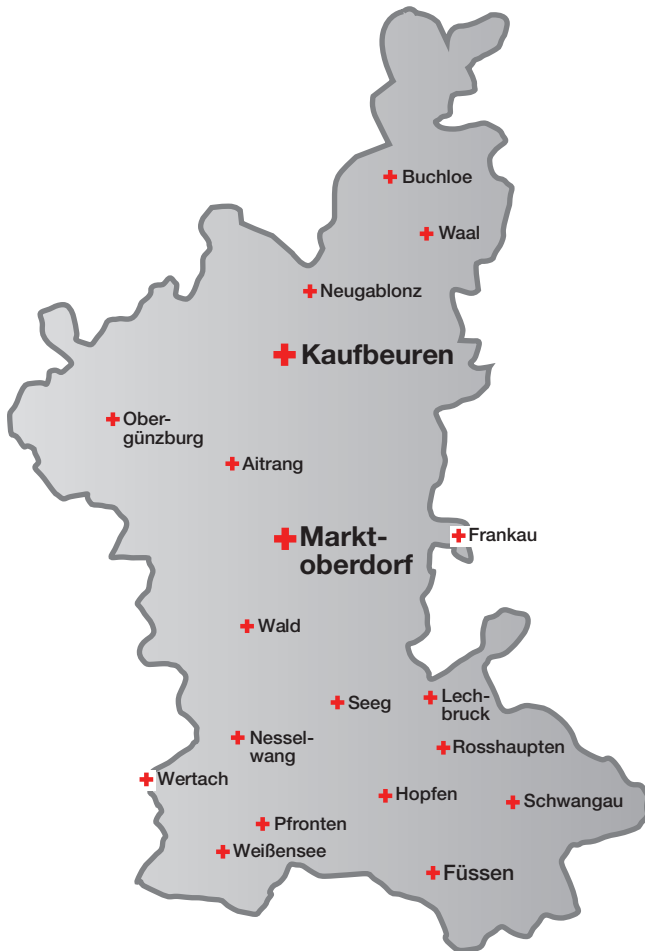 Buchloe
Waal
Neugablonz
Kaufbeuren
Ober-
günzburg
Aitrang
Markt-
oberdorf
Frankau
Wald
Seeg
Lech-
bruck
Nessel-
wang
Rosshaupten
Wertach
Hopfen
Schwangau
Pfronten
Weißensee
Füssen